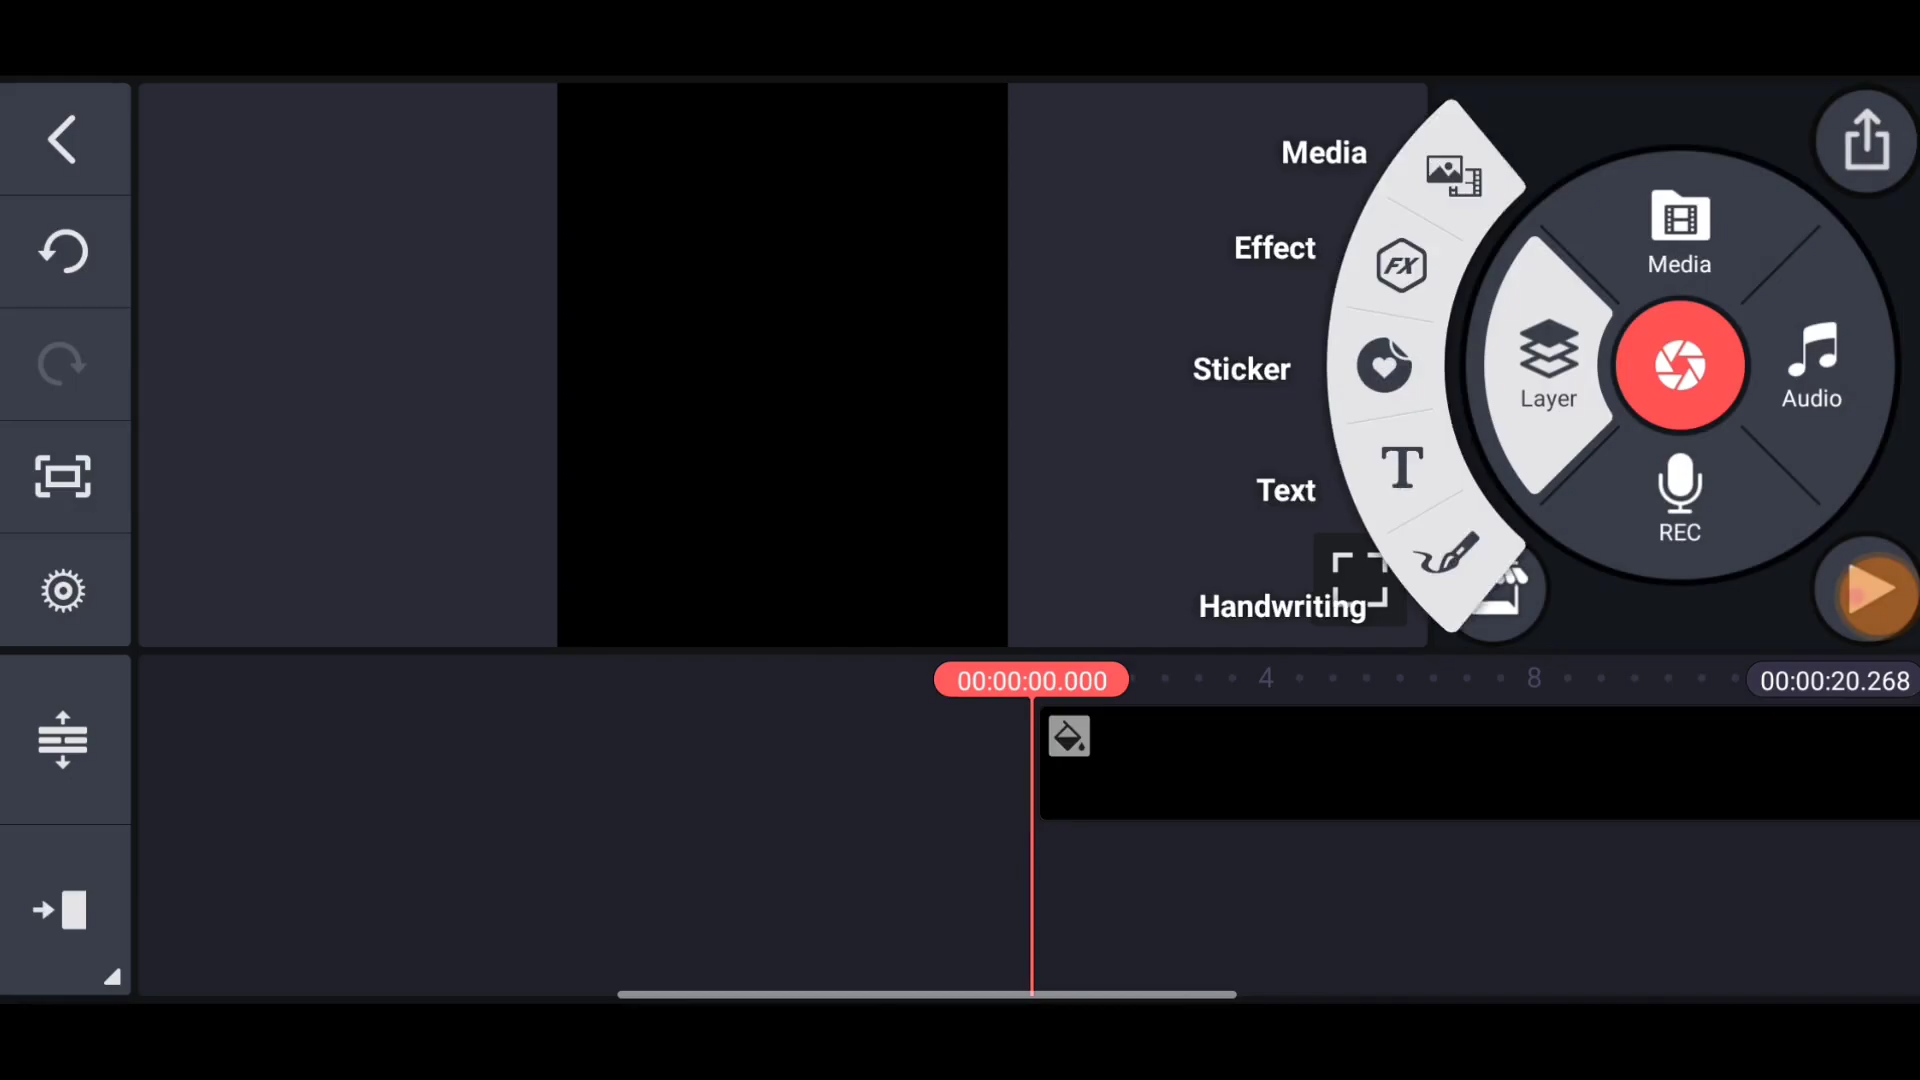 Media
Effect
Sticker
Text
Handwriting
FX
T
Media
Layer
Audio
REC
00:00:00.000
4
8
00:00:20.268